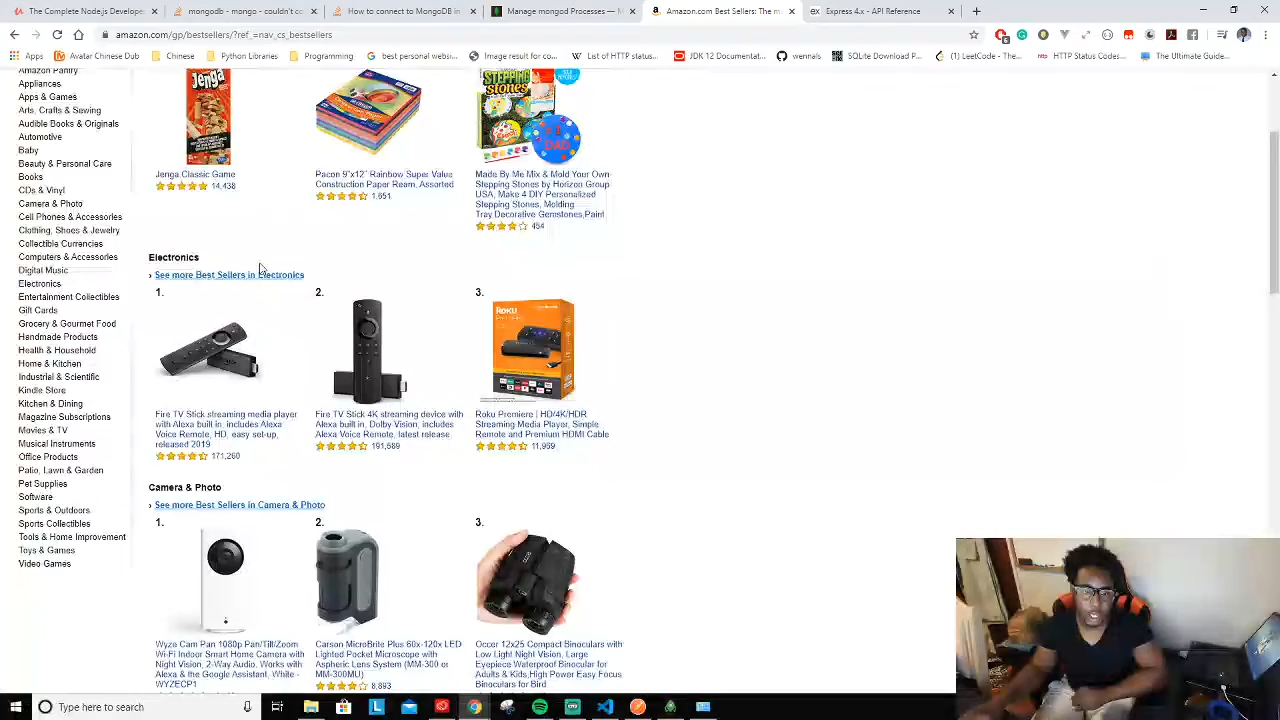 The Complete Node.js Developer
mongodb - mongo - couldn't co
How to connect to MongoDB in
Manage mongod Processes — M
Amazon.com Best Sellers: The m
Express 4.x - API Reference
amazon.com/gp/bestsellers/?ref_=nav_cs_bestsellers
Apps
Avatar Chinese Dub
Chinese
Programming
Python Libraries
best personal websi...
Image result for co...
List of HTTP status...
JDK 12 Documentati...
wennals
SQLite Download P...
(1) LeetCode - The...
HTTP Status Codes...
The Ultimate Guide...
Amazon Pantry
Appliances
Apps & Games
Arts, Crafts & Sewing
Audible Books & Originals
Automotive
Baby
Beauty & Personal Care
Books
CDs & Vinyl
Camera & Photo
Cell Phones & Accessories
Clothing, Shoes & Jewelry
Collectible Currencies
Computers & Accessories
Digital Music
Electronics
Entertainment Collectibles
Gift Cards
Grocery & Gourmet Food
Handmade Products
Health & Household
Home & Kitchen
Industrial & Scientific
Kindle Store
Kitchen & Dining
Magazine Subscriptions
Movies & TV
Musical Instruments
Office Products
Patio, Lawn & Garden
Pet Supplies
Software
Sports & Outdoors
Sports Collectibles
Tools & Home Improvement
Toys & Games
Video Games
Jenga
STEPPING
STONES
DAD
Jenga Classic Game
14,438
Pacon 9"x12" Rainbow Super Value
Construction Paper Ream, Assorted
1,651
Made By Me Mix & Mold Your Own
Stepping Stones by Horizon Group
USA, Make 4 DIY Personalized
Stepping Stones, Molding
Tray,Decorative Gemstones,Paint
454
Electronics
› See more Best Sellers in Electronics
1.
2.
3.
ROKU
Fire TV Stick streaming media player
with Alexa built in, includes Alexa
Voice Remote, HD, easy set-up,
released 2019
171,260
Fire TV Stick 4K streaming device with
Alexa built in, Dolby Vision, includes
Alexa Voice Remote, latest release
191,589
Roku Premiere | HD/4K/HDR
Streaming Media Player, Simple
Remote and Premium HDMI Cable
11,969
Camera & Photo
› See more Best Sellers in Camera & Photo
1.
2.
3.
Wyze Cam Pan 1080p Pan/Tilt/Zoom
Wi-Fi Indoor Smart Home Camera with
Night Vision, 2-Way Audio, Works with
Alexa & the Google Assistant, White -
WYZECP1
Carson MicroBrite Plus 60x-120x LED
Lighted Pocket Microscope with
Aspheric Lens System (MM-300 or
MM-300MU)
8,893
Occer 12x25 Compact Binoculars with
Low Light Night Vision, Large
Eyepiece Waterproof Binocular for
Adults & Kids,High Power Easy Focus
Binoculars for Bird
Type here to search